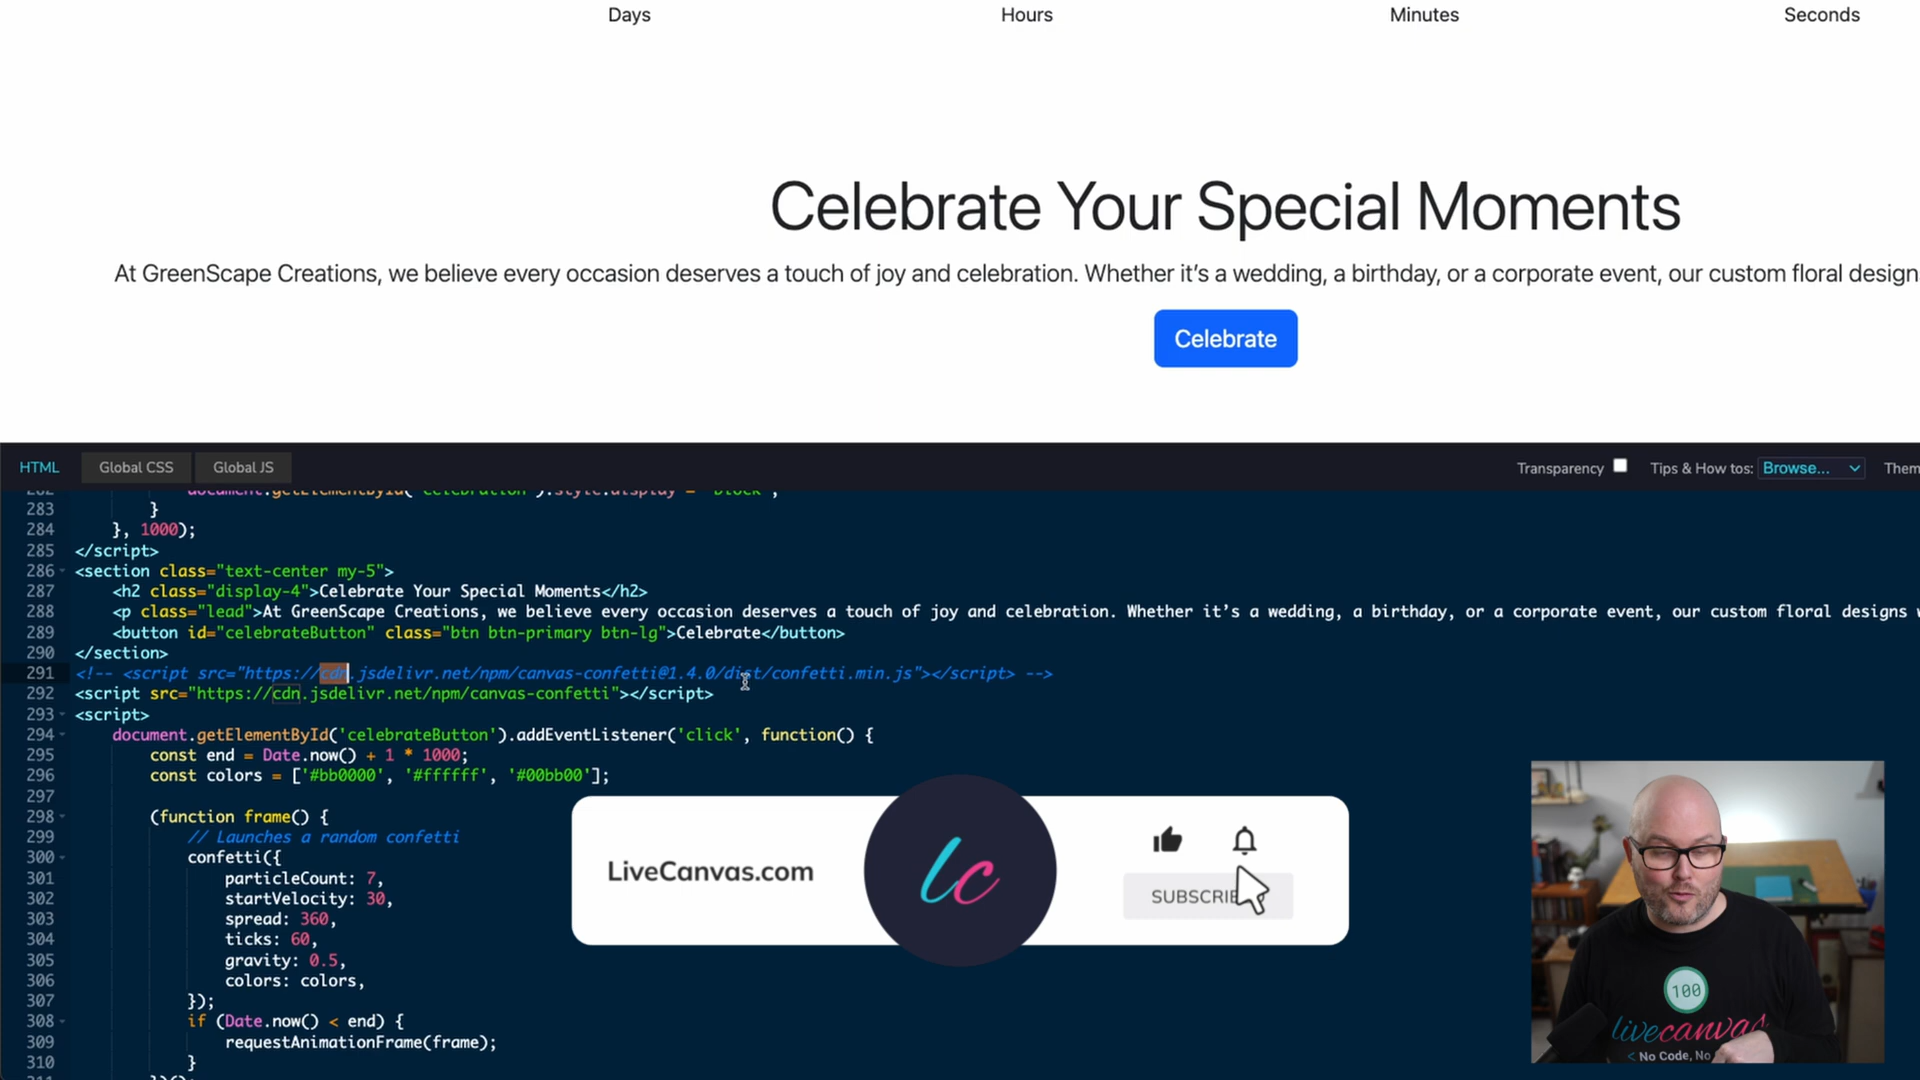 Days Hours Minutes Seconds
Celebrate Your Special Moments
At GreenScape Creations, we believe every occasion deserves a touch of joy and celebration. Whether it’s a wedding, a birthday, or a corporate event, our custom floral design
Celebrate
HTML Global CSS Global JS Transparency Tips & How tos: Browse... Them
282 document.getElementById('celebration').style.display = 'block';
283 }
284 }, 1000);
285 </script>
286 <section class="text-center my-5">
287 <h2 class="display-4">Celebrate Your Special Moments</h2>
288 <p class="lead">At GreenScape Creations, we believe every occasion deserves a touch of joy and celebration. Whether it’s a wedding, a birthday, or a corporate event, our custom floral designs
289 <button id="celebrateButton" class="btn btn-primary btn-lg">Celebrate</button>
290 </section>
291 <!-- <script src="https://cdn.jsdelivr.net/npm/canvas-confetti@1.4.0/dist/confetti.min.js"></script> -->
292 <script src="https://cdn.jsdelivr.net/npm/canvas-confetti"></script>
293 <script>
294 document.getElementById('celebrateButton').addEventListener('click', function() {
295 const end = Date.now() + 1 * 1000;
296 const colors = ['#bb0000', '#ffffff', '#00bb00'];
297
298 (function frame() {
299 // Launches a random confetti
300 confetti({
301 particleCount: 7,
302 startVelocity: 30,
303 spread: 360,
304 ticks: 60,
305 gravity: 0.5,
306 colors: colors,
307 });
308 if (Date.now() < end) {
309 requestAnimationFrame(frame);
310 }
LiveCanvas.com
lc
SUBSCRIBE
100
livecanvas
< No Code, No